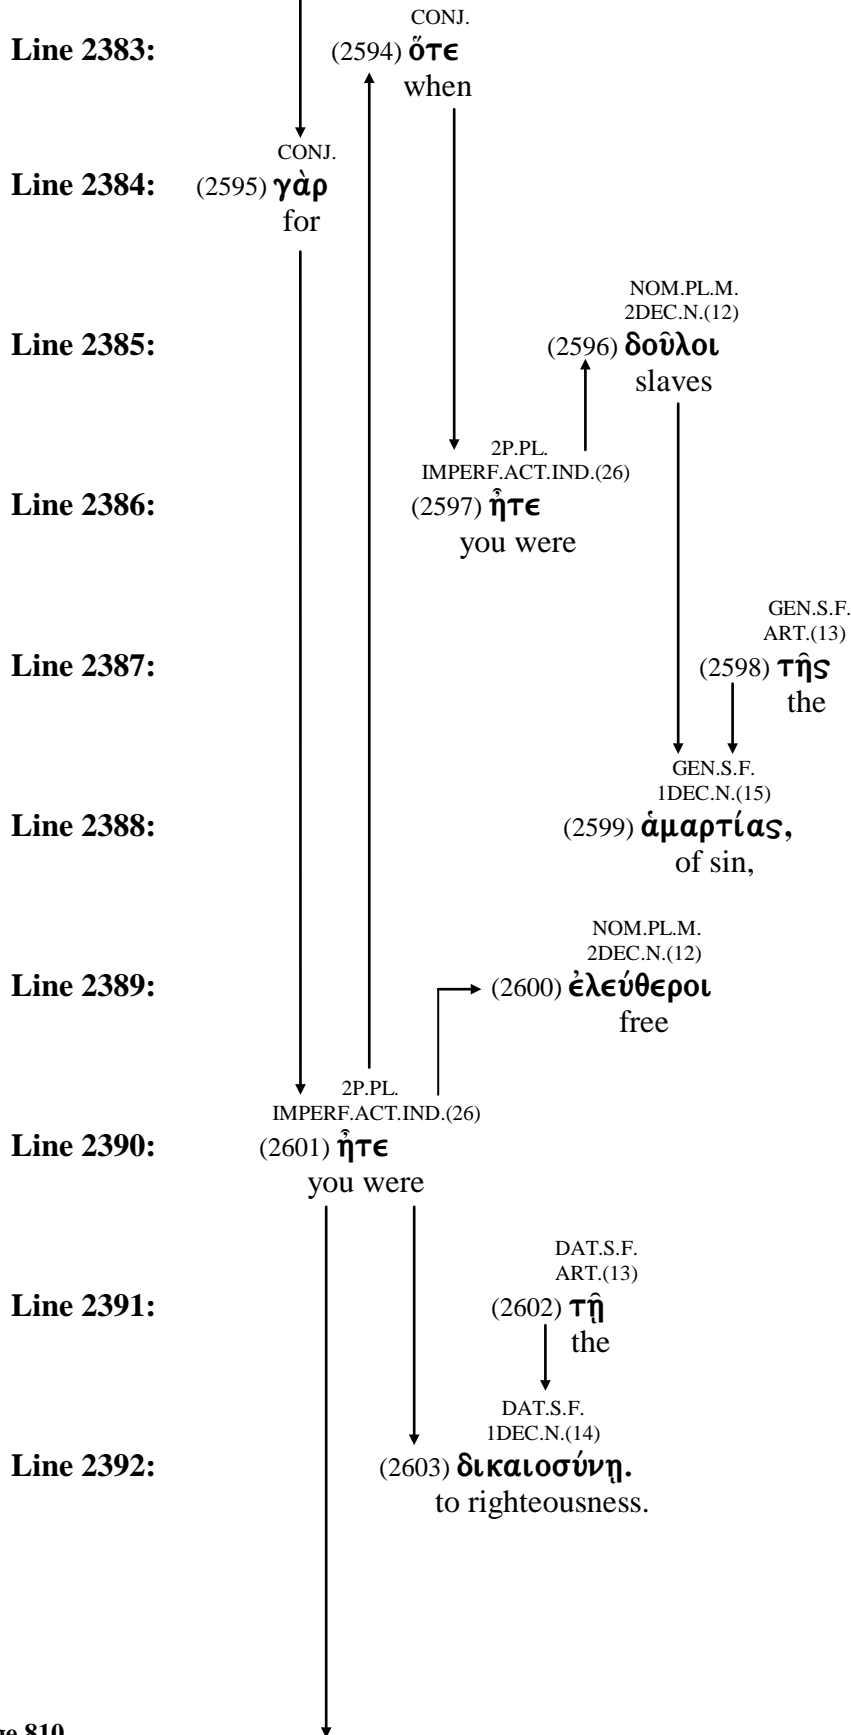 CONJ.
Line 2383: (2594) ὅτε
when
CONJ.
Line 2384: (2595) γὰρ
for
NOM.PL.M.
2DEC.N.(12)
Line 2385: (2596) δοῦλοι
slaves
2P.PL.
IMPERF.ACT.IND.(26)
Line 2386: (2597) ἦτε
you were
GEN.S.F.
ART.(13)
Line 2387: (2598) τῆς
the
GEN.S.F.
1DEC.N.(15)
Line 2388: (2599) ἁμαρτίας,
of sin,
NOM.PL.M.
2DEC.N.(12)
Line 2389: (2600) ἐλεύθεροι
free
2P.PL.
IMPERF.ACT.IND.(26)
Line 2390: (2601) ἦτε
you were
DAT.S.F.
ART.(13)
Line 2391: (2602) τῇ
the
DAT.S.F.
1DEC.N.(14)
Line 2392: (2603) δικαιοσύνῃ.
to righteousness.
810